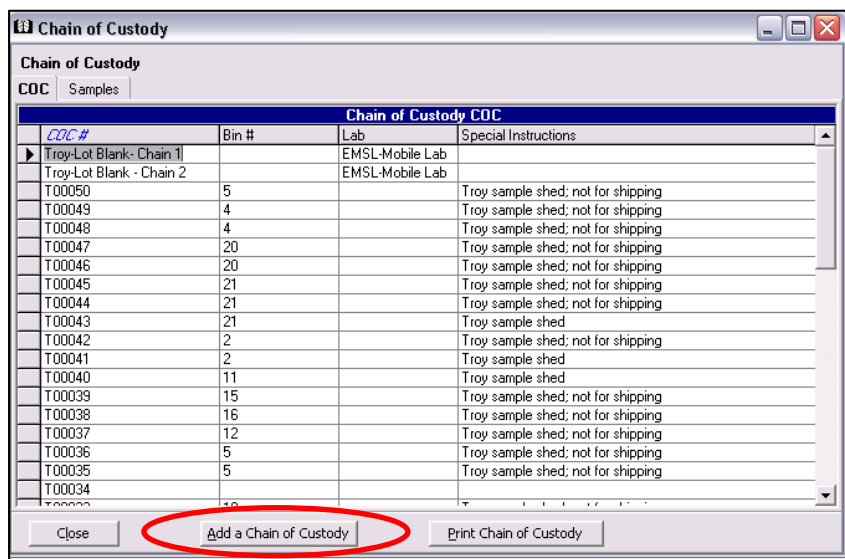 Chain of Custody
Chain of Custody
COC Samples
Chain of Custody COC
COC # Bin # Lab Special Instructions
Troy-Lot Blank- Chain 1 EMSL-Mobile Lab
Troy-Lot Blank - Chain 2 EMSL-Mobile Lab
T00050 5 Troy sample shed; not for shipping
T00049 4 Troy sample shed; not for shipping
T00048 4 Troy sample shed; not for shipping
T00047 20 Troy sample shed; not for shipping
T00046 20 Troy sample shed; not for shipping
T00045 21 Troy sample shed; not for shipping
T00044 21 Troy sample shed; not for shipping
T00043 21 Troy sample shed
T00042 2 Troy sample shed; not for shipping
T00041 2 Troy sample shed
T00040 11 Troy sample shed
T00039 15 Troy sample shed; not for shipping
T00038 16 Troy sample shed; not for shipping
T00037 12 Troy sample shed; not for shipping
T00036 5 Troy sample shed; not for shipping
T00035 5 Troy sample shed; not for shipping
T00034
Close Add a Chain of Custody Print Chain of Custody